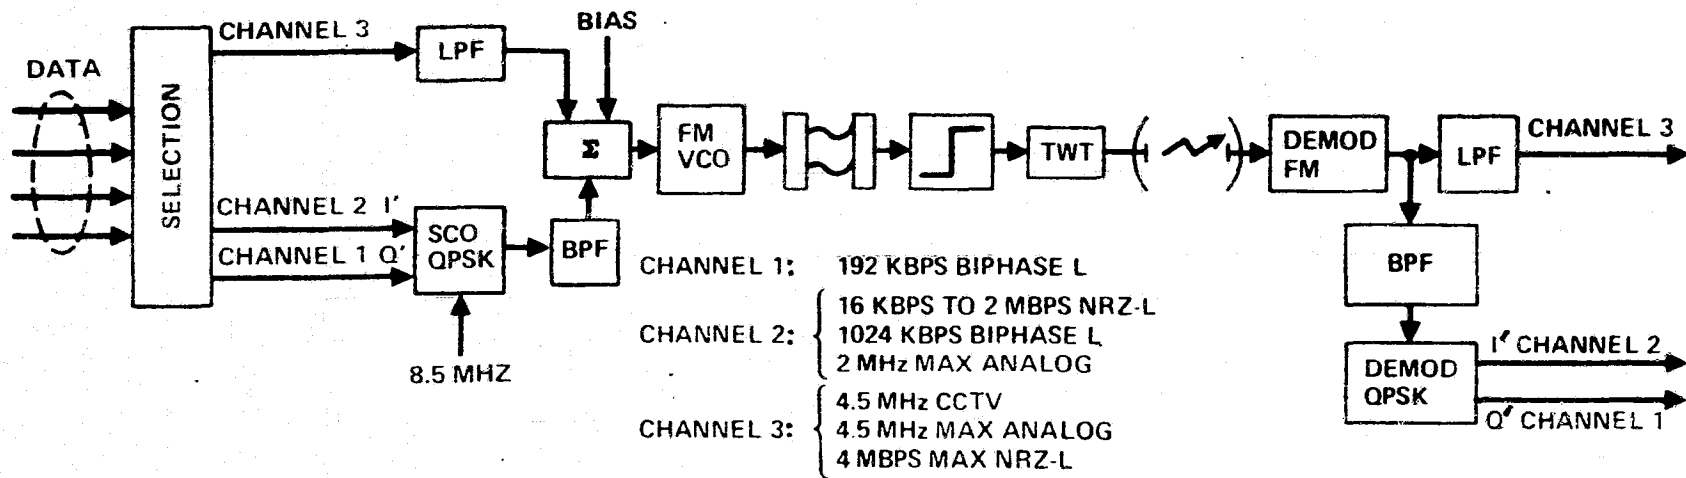 DATA
SELECTION
CHANNEL 3
LPF
BIAS
Σ
FM
VCO
TWT
DEMOD
FM
LPF
CHANNEL 3
CHANNEL 2 I'
CHANNEL 1 Q'
SCO
QPSK
BPF
8.5 MHZ
CHANNEL 1: 192 KBPS BIPHASE L
CHANNEL 2:
16 KBPS TO 2 MBPS NRZ-L
1024 KBPS BIPHASE L
2 MHz MAX ANALOG
CHANNEL 3:
4.5 MHz CCTV
4.5 MHz MAX ANALOG
4 MBPS MAX NRZ-L
BPF
DEMOD
QPSK
I' CHANNEL 2
Q' CHANNEL 1